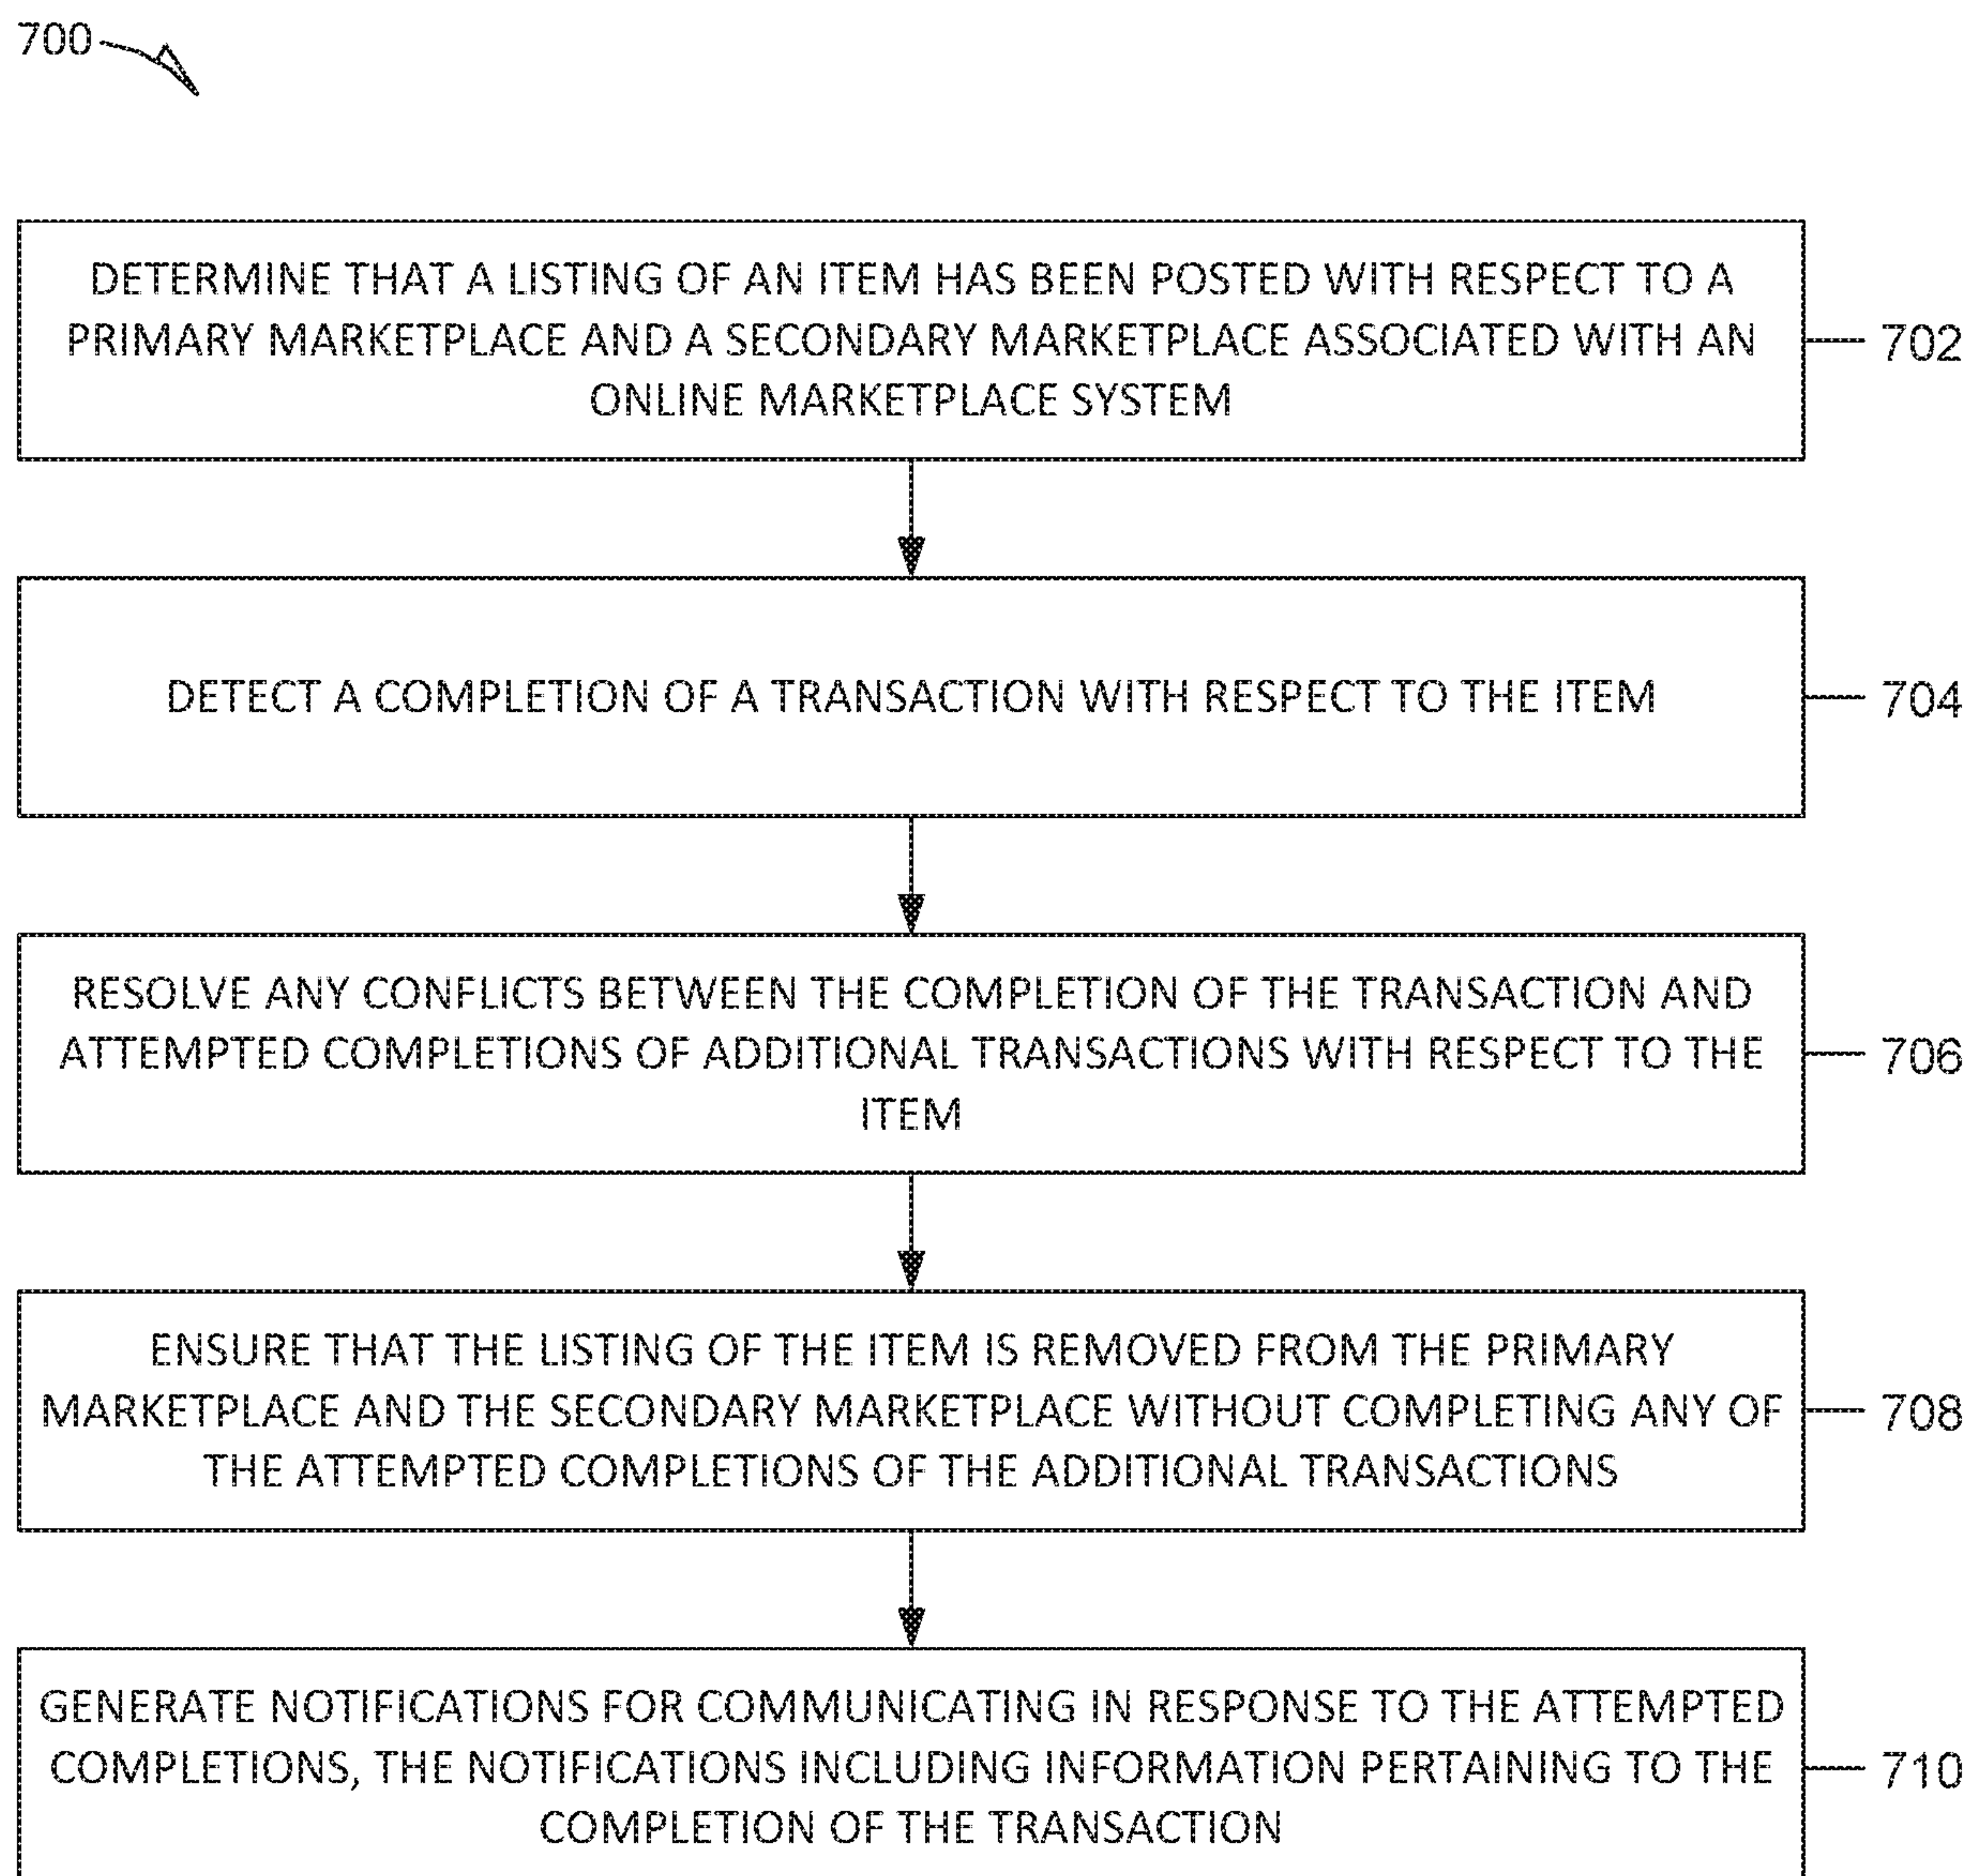 700
DETERMINE THAT A LISTING OF AN ITEM HAS BEEN POSTED WITH RESPECT TO A
PRIMARY MARKETPLACE AND A SECONDARY MARKETPLACE ASSOCIATED WITH AN
ONLINE MARKETPLACE SYSTEM
702
DETECT A COMPLETION OF A TRANSACTION WITH RESPECT TO THE ITEM
704
RESOLVE ANY CONFLICTS BETWEEN THE COMPLETION OF THE TRANSACTION AND
ATTEMPTED COMPLETIONS OF ADDITIONAL TRANSACTIONS WITH RESPECT TO THE
ITEM
706
ENSURE THAT THE LISTING OF THE ITEM IS REMOVED FROM THE PRIMARY
MARKETPLACE AND THE SECONDARY MARKETPLACE WITHOUT COMPLETING ANY OF
THE ATTEMPTED COMPLETIONS OF THE ADDITIONAL TRANSACTIONS
708
GENERATE NOTIFICATIONS FOR COMMUNICATING IN RESPONSE TO THE ATTEMPTED
COMPLETIONS, THE NOTIFICATIONS INCLUDING INFORMATION PERTAINING TO THE
COMPLETION OF THE TRANSACTION
710